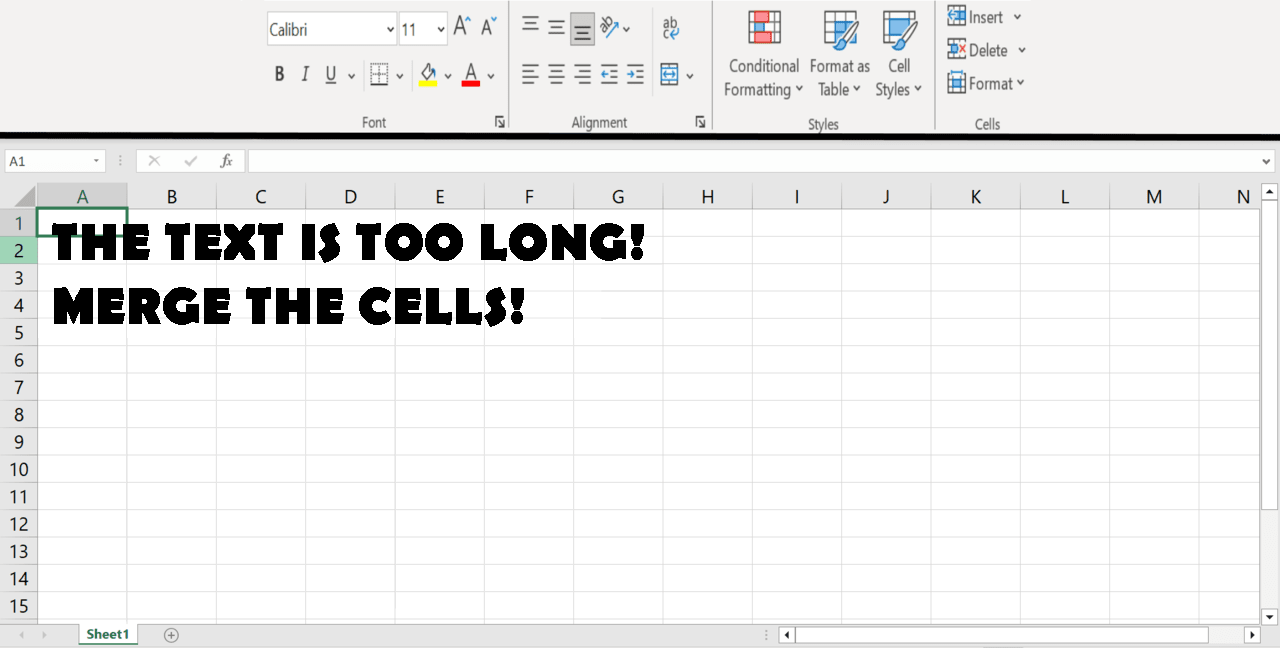 Calibri 11 A^ A˅ ab
B I U A c
Conditional Format as Cell
Formatting Table Styles
Insert
Delete
Format
Font Alignment Styles Cells
A1 fx
A B C D E F G H I J K L M N
1
THE TEXT IS TOO LONG!
2
3
MERGE THE CELLS!
4
5
6
7
8
9
10
11
12
13
14
15
Sheet1